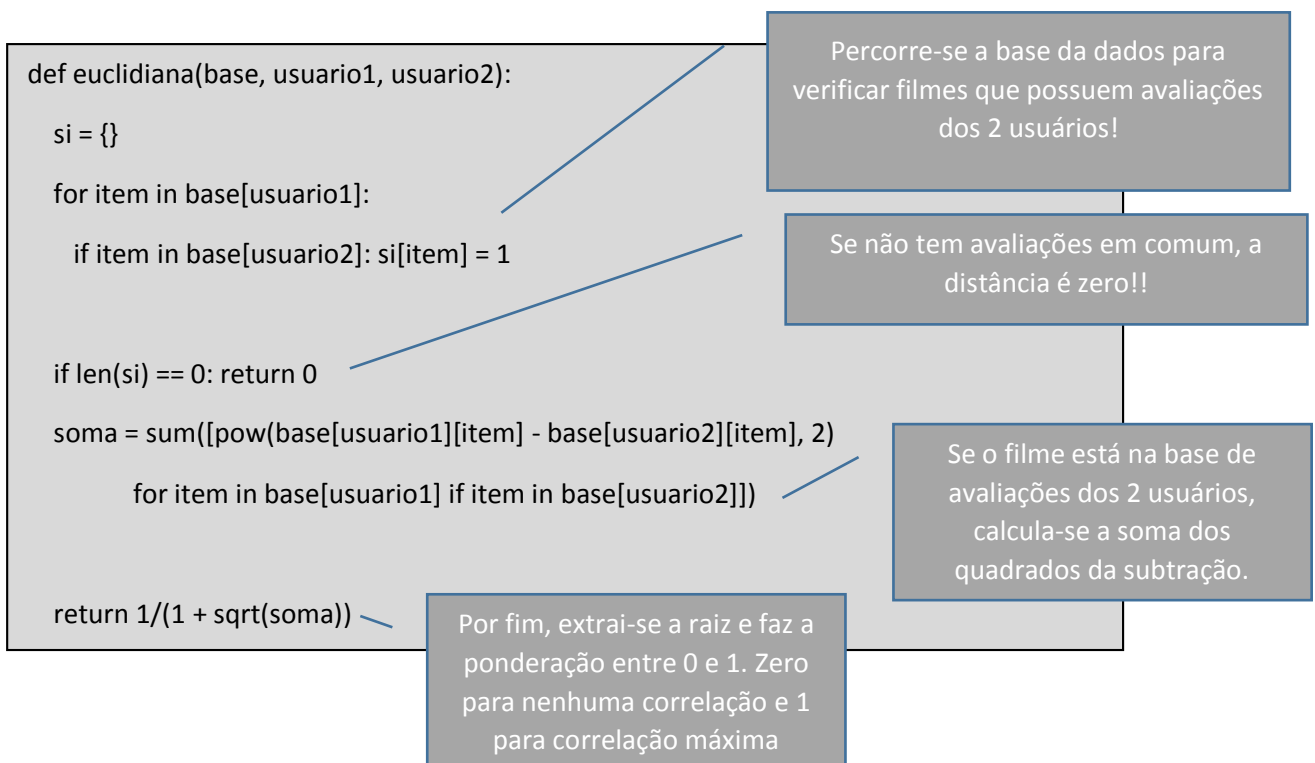 def euclidiana(base, usuario1, usuario2):
si = {}
for item in base[usuario1]:
if item in base[usuario2]: si[item] = 1
if len(si) == 0: return 0
soma = sum([pow(base[usuario1][item] - base[usuario2][item], 2)
for item in base[usuario1] if item in base[usuario2]])
return 1/(1 + sqrt(soma))
Percorre-se a base da dados para
verificar filmes que possuem avaliações
dos 2 usuários!
Se não tem avaliações em comum, a
distância é zero!!
Se o filme está na base de
avaliações dos 2 usuários,
calcula-se a soma dos
quadrados da subtração.
Por fim, extrai-se a raiz e faz a
ponderação entre 0 e 1. Zero
para nenhuma correlação e 1
para correlação máxima